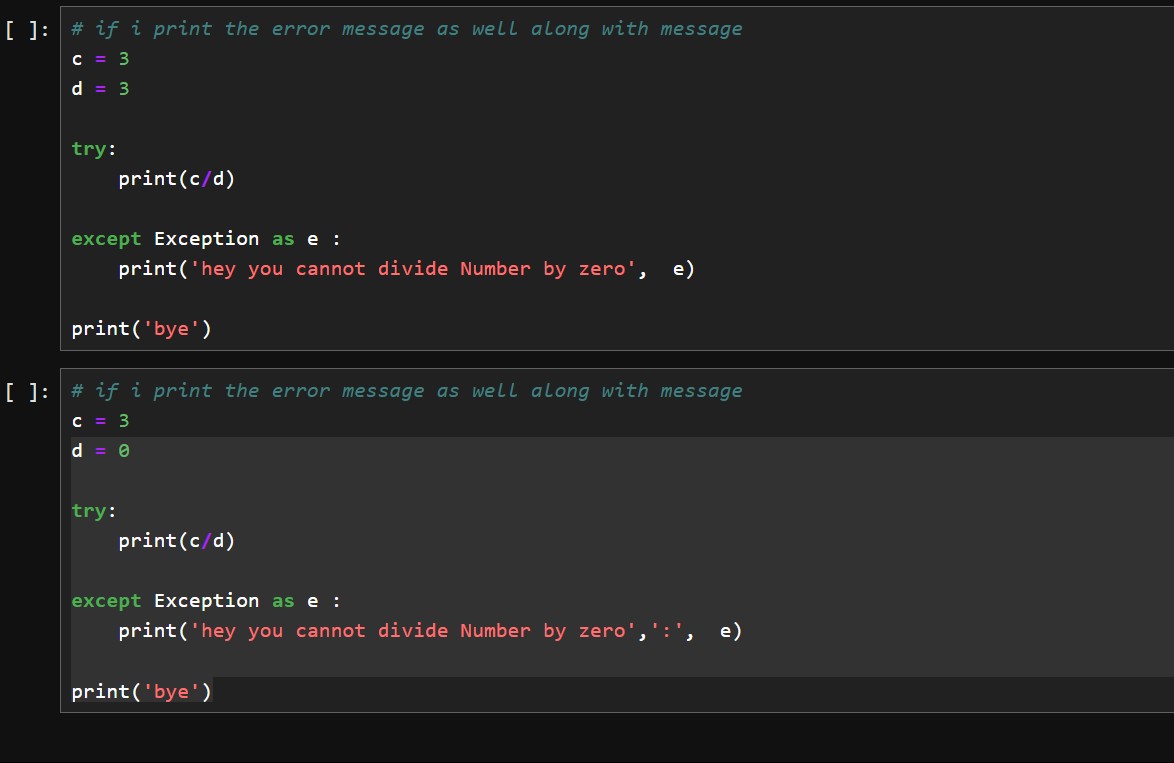 [ ]: # if i print the error message as well along with message
c = 3
d = 3
try:
    print(c/d)
except Exception as e :
    print('hey you cannot divide Number by zero',  e)
print('bye')
[ ]: # if i print the error message as well along with message
c = 3
d = 0
try:
    print(c/d)
except Exception as e :
    print('hey you cannot divide Number by zero',':',  e)
print('bye')